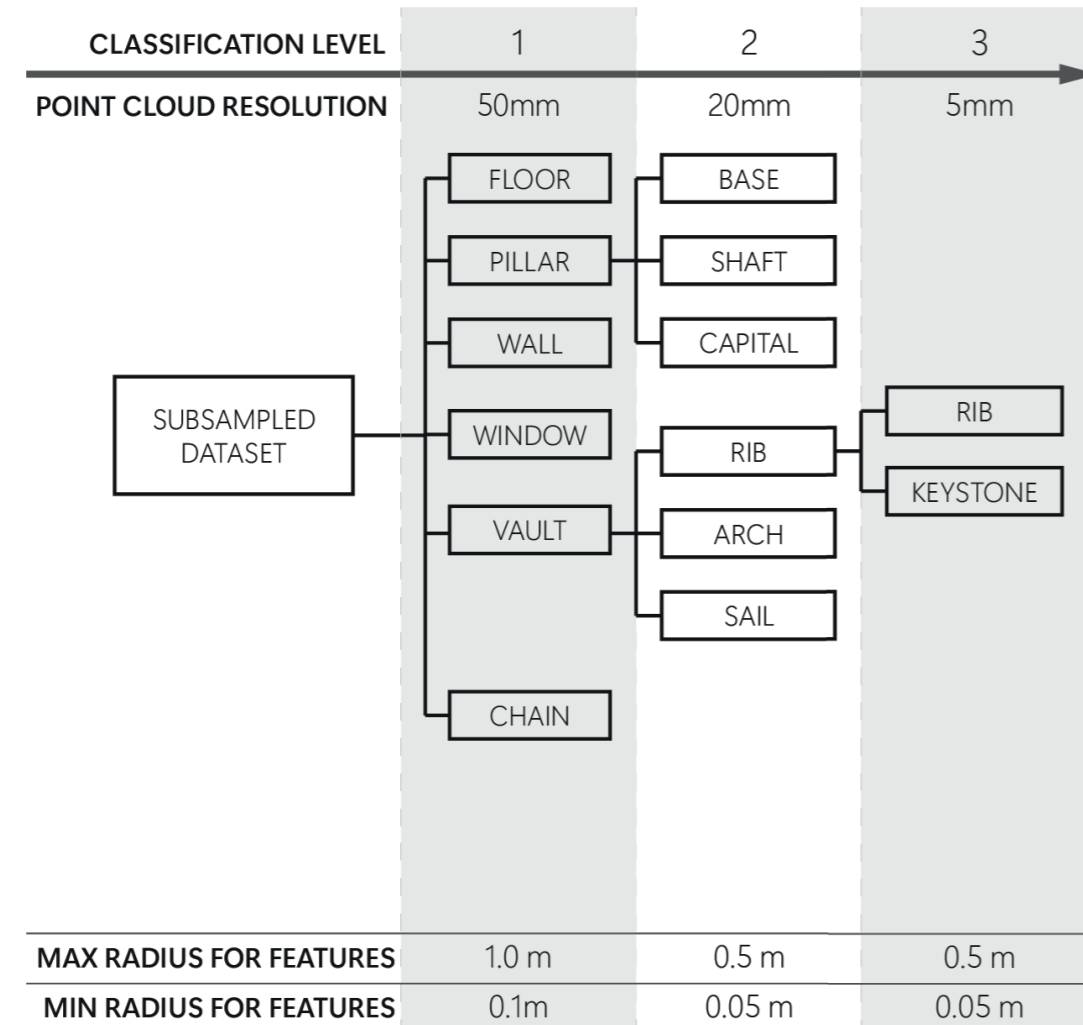 CLASSIFICATION LEVEL 1 2 3
POINT CLOUD RESOLUTION 50mm 20mm 5mm
FLOOR BASE
PILLAR SHAFT
WALL CAPITAL
SUBSAMPLED
DATASET
WINDOW RIB RIB
KEYSTONE
VAULT ARCH
SAIL
CHAIN
MAX RADIUS FOR FEATURES 1.0 m 0.5 m 0.5 m
MIN RADIUS FOR FEATURES 0.1m 0.05 m 0.05 m